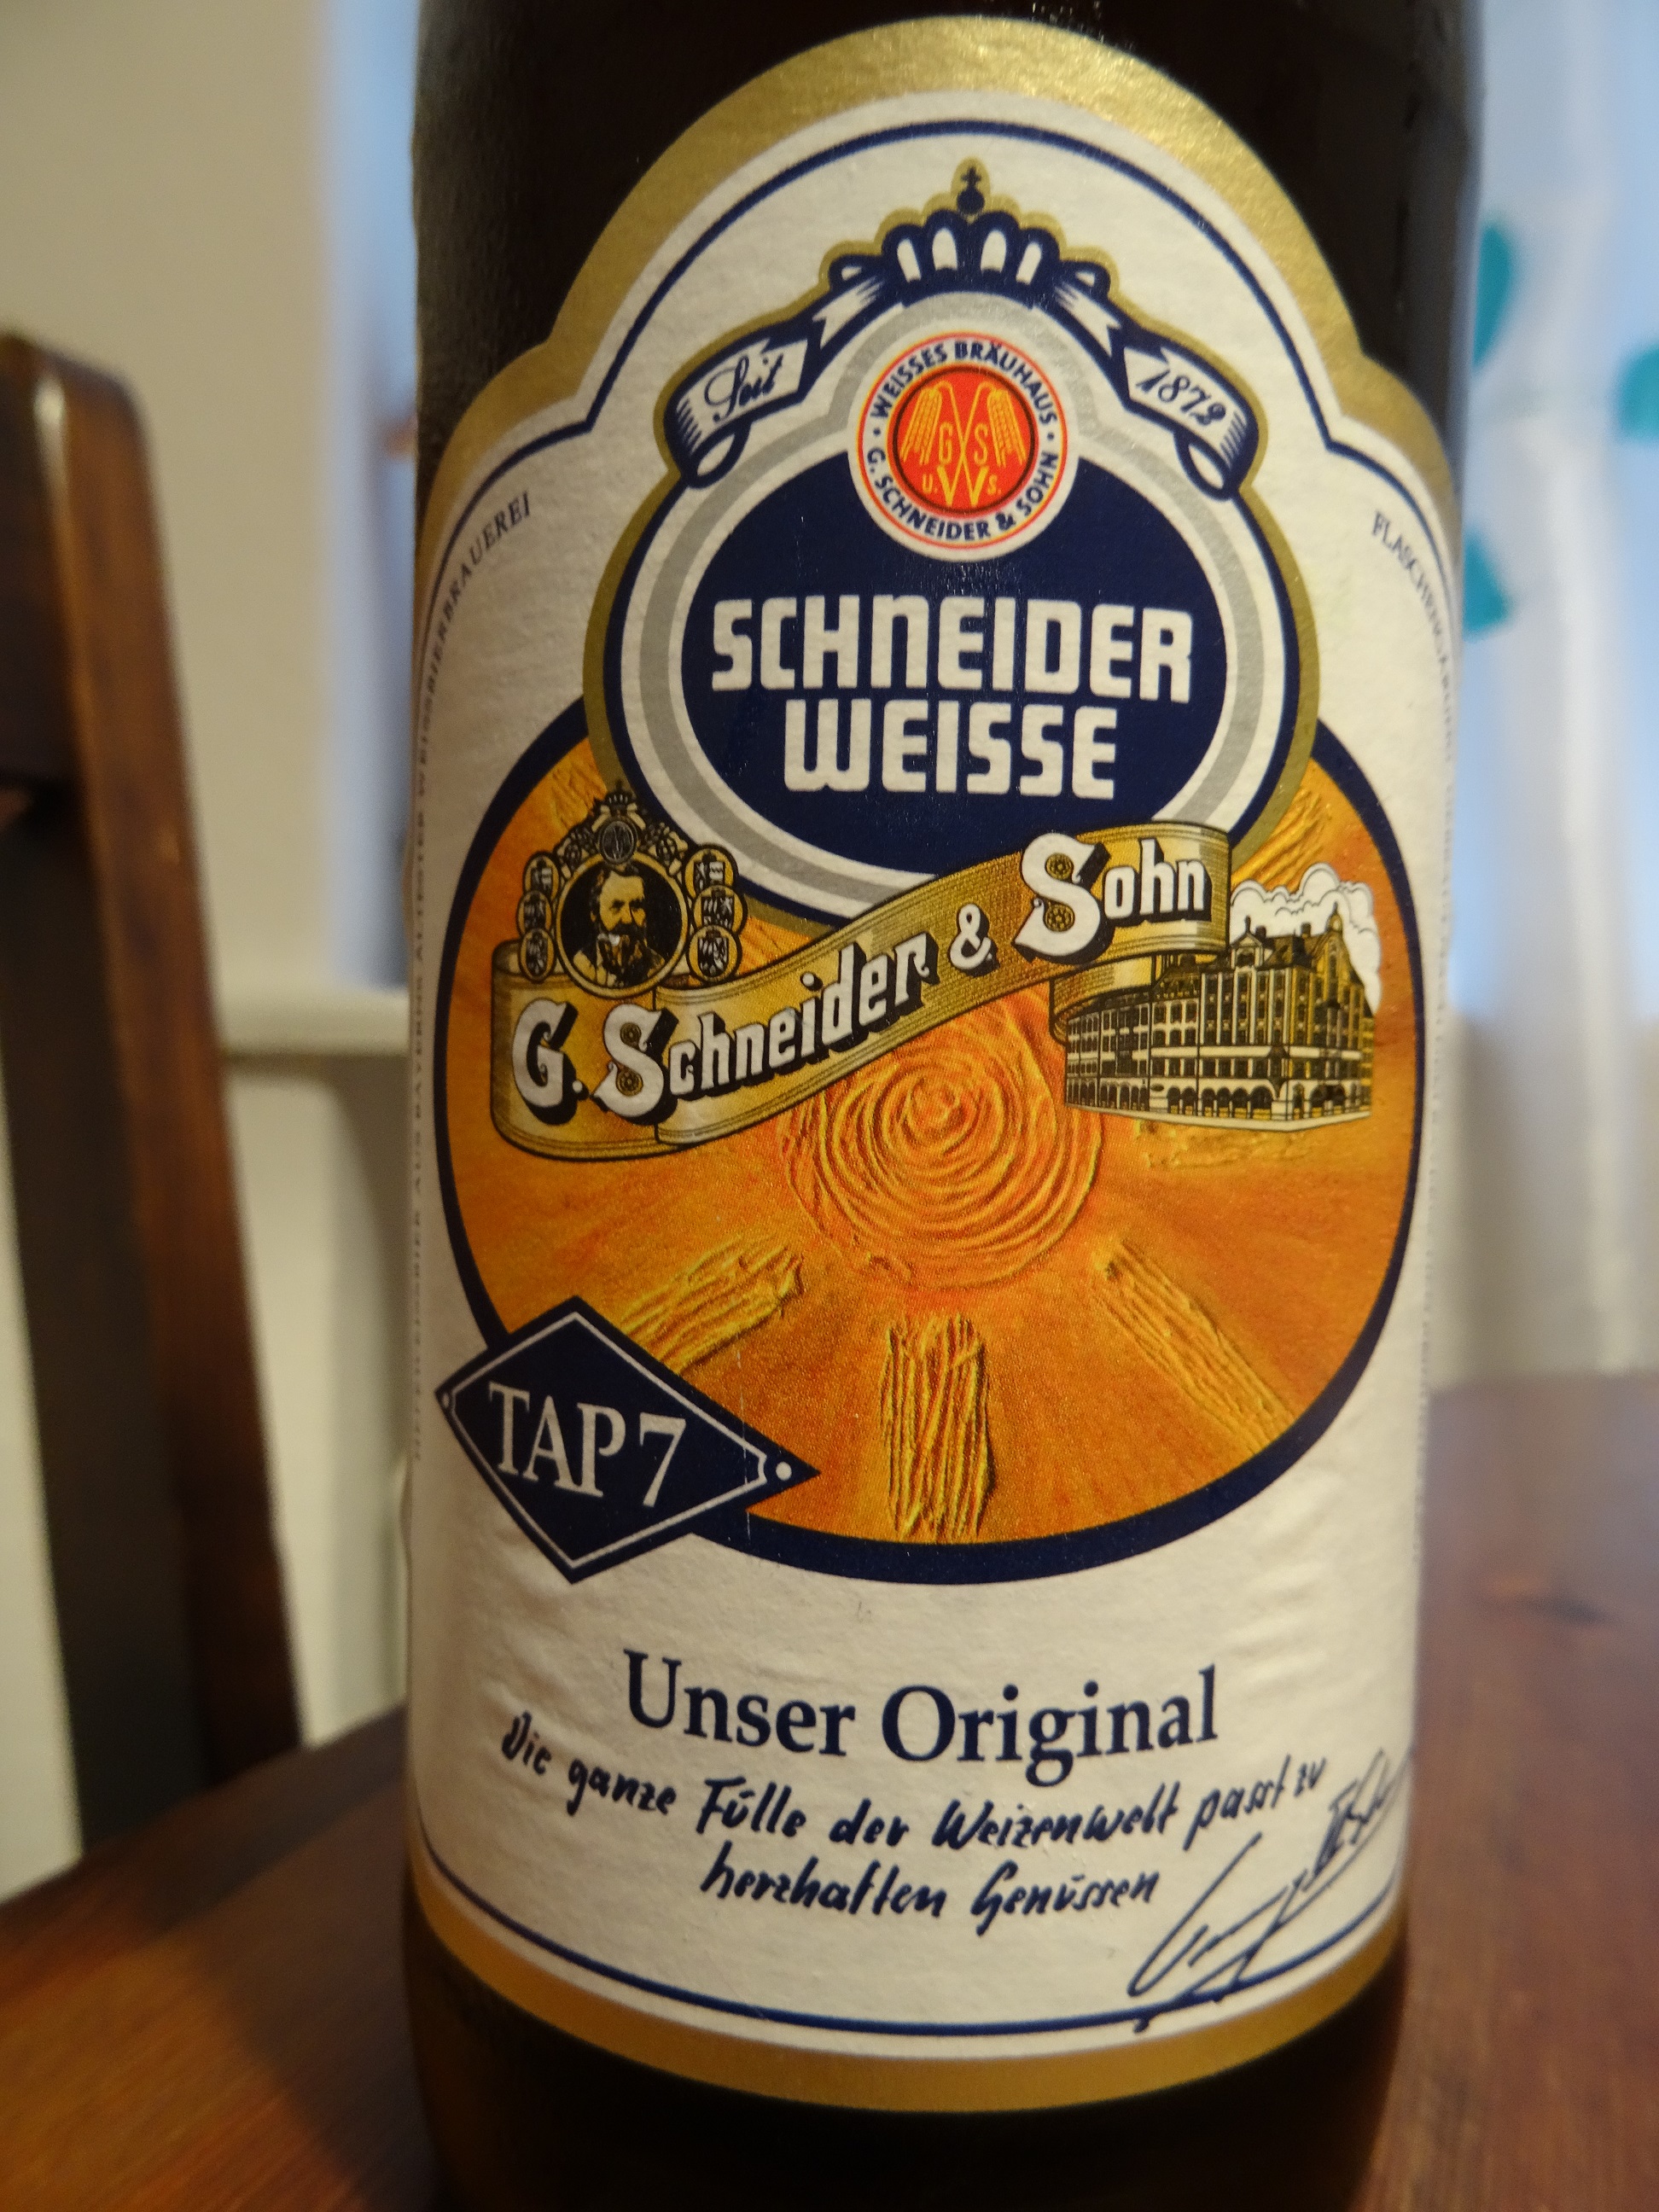 Seit 1872
WEISSES BRÄUHAUS · G. SCHNEIDER & SOHN ·
G S
W
U. S.
SCHNEIDER
WEISSE
G. Schneider & Sohn
TAP 7
Unser Original
Die ganze Fülle der Weizenwelt passt zu
herzhaften Genüssen